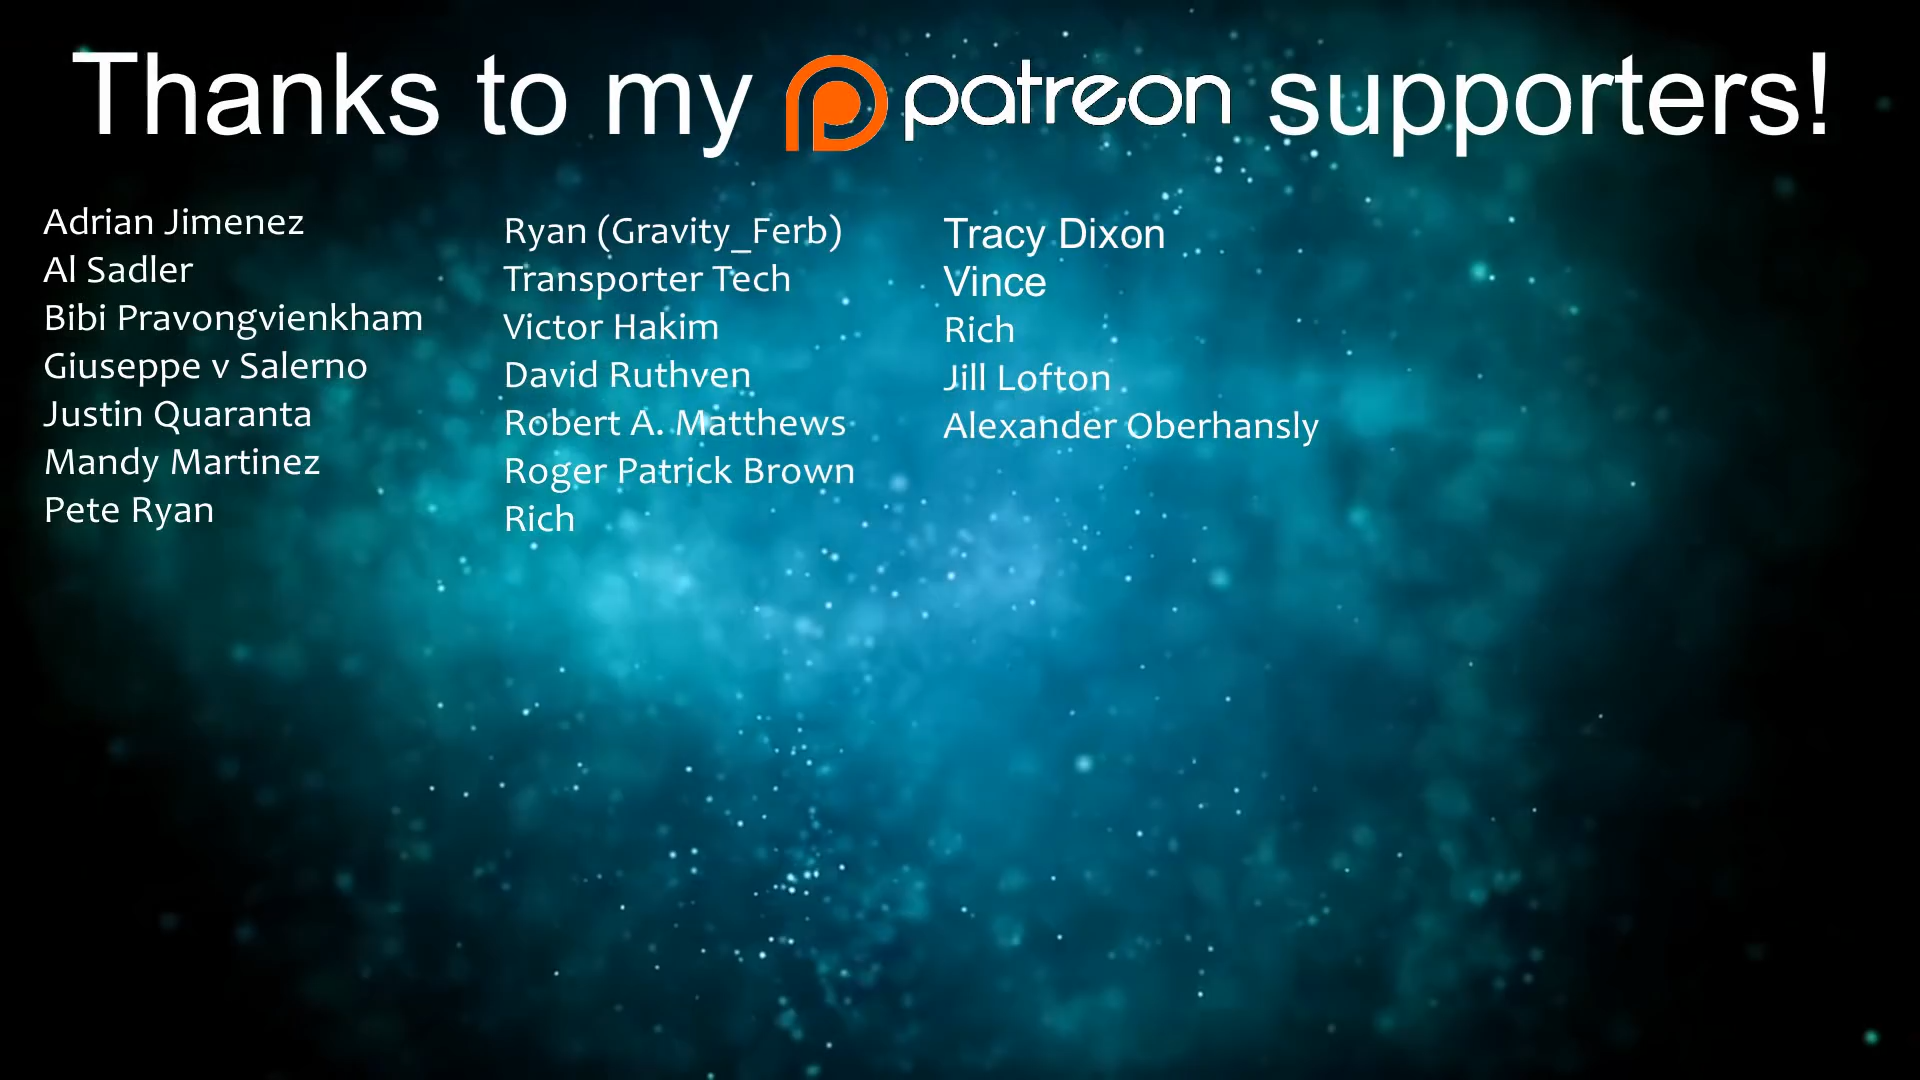 Thanks to my patreon supporters!
Adrian Jimenez
Al Sadler
Bibi Pravongvienkham
Giuseppe v Salerno
Justin Quaranta
Mandy Martinez
Pete Ryan
Ryan (Gravity_Ferb)
Transporter Tech
Victor Hakim
David Ruthven
Robert A. Matthews
Roger Patrick Brown
Rich
Tracy Dixon
Vince
Rich
Jill Lofton
Alexander Oberhansly